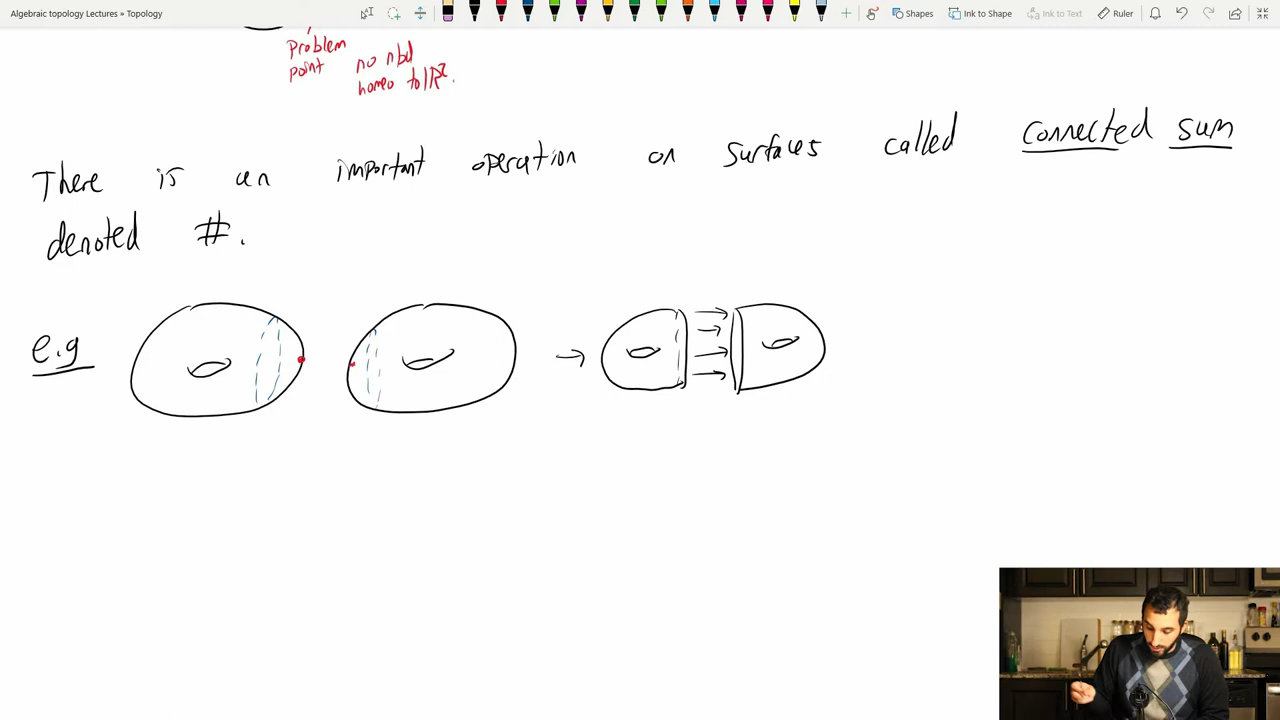 Algebraic topology Lectures – Topology
Shapes
Ink to Shape
Ink to Text
Ruler
problem
point
no nbd
homeo to ℝ².
There is an important operation on surfaces called connected sum
denoted #.
e.g